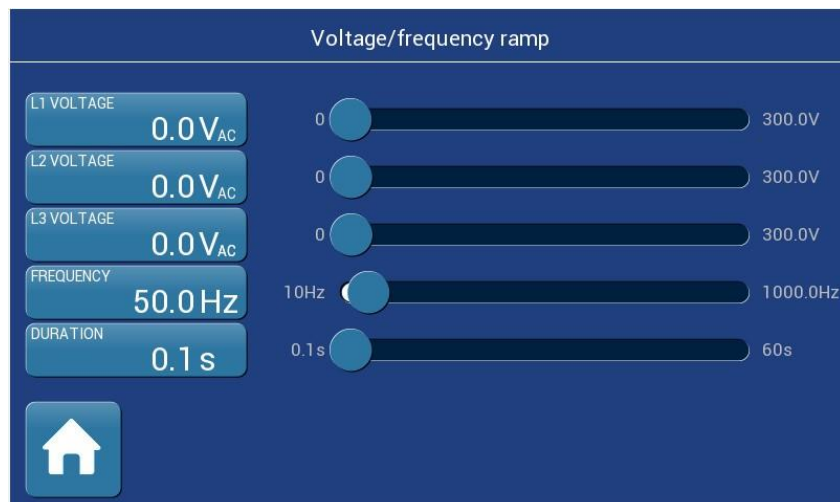 Voltage/frequency ramp
L1 VOLTAGE
0.0 VAC
0
300.0V
L2 VOLTAGE
0.0 VAC
0
300.0V
L3 VOLTAGE
0.0 VAC
0
300.0V
FREQUENCY
50.0 Hz
10Hz
1000.0Hz
DURATION
0.1 s
0.1s
60s